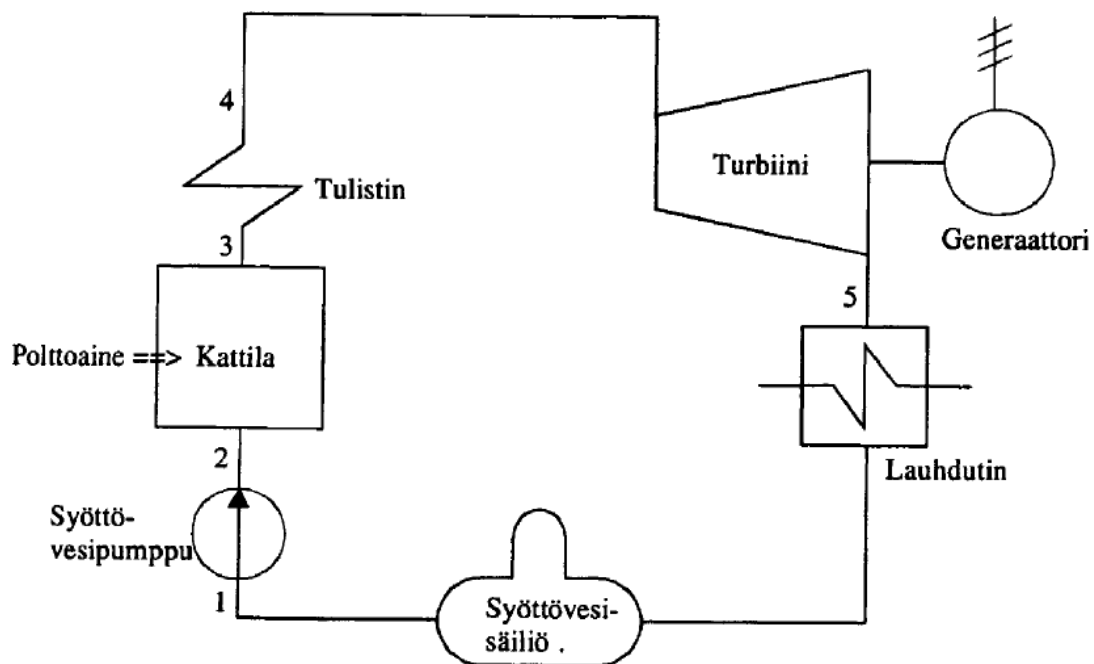 4
Turbiini
Tulistin
3
Generaattori
5
Polttoaine ==> Kattila
2
Lauhdutin
Syöttö-
vesipumppu
1
Syöttövesi-
säiliö .